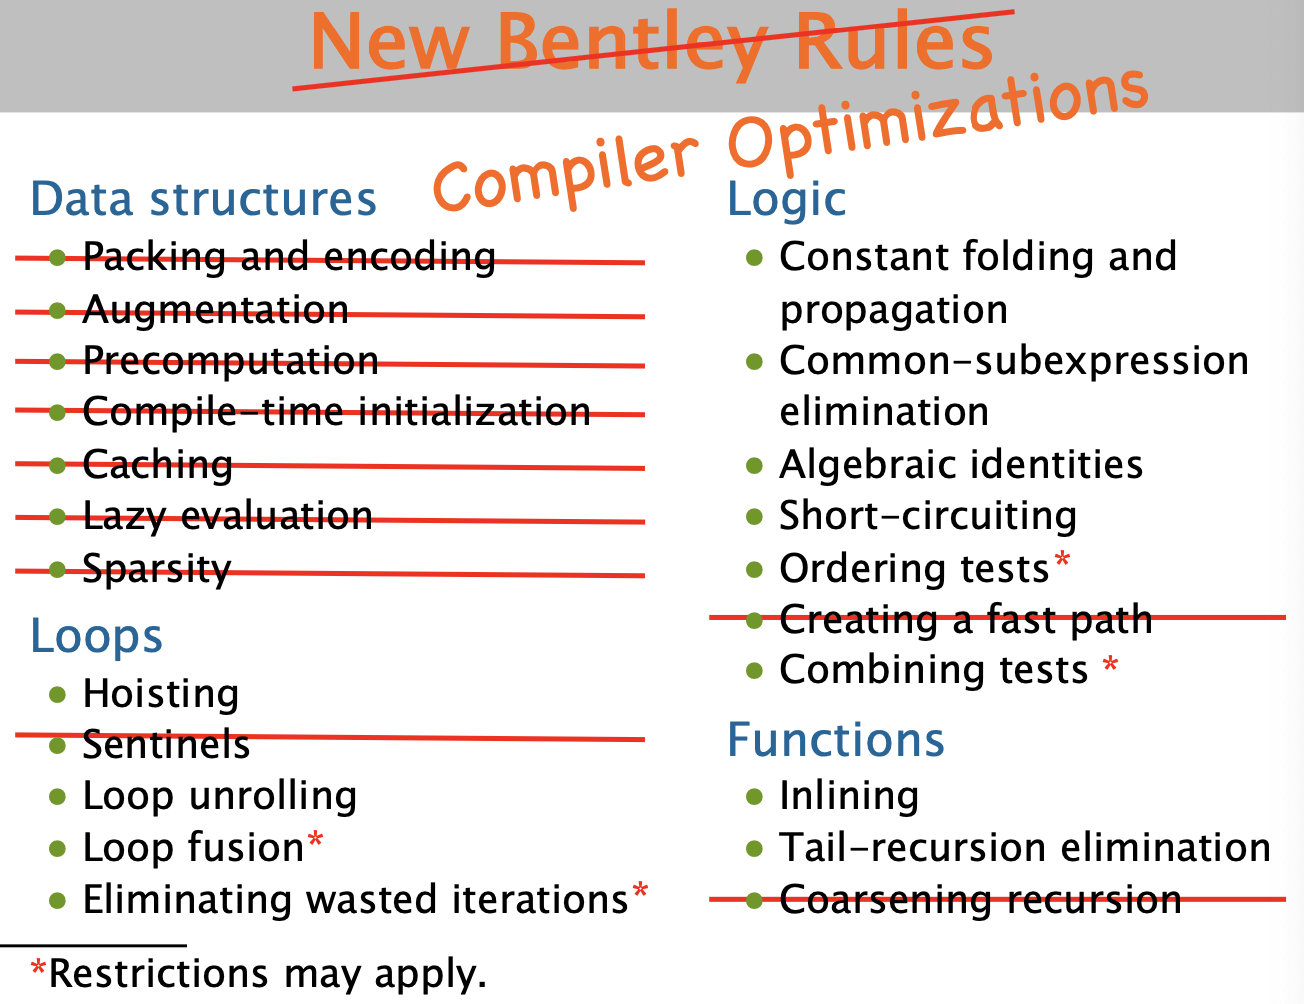 New Bentley Rules
Compiler Optimizations
Data structures
Packing and encoding
Augmentation
Precomputation
Compile-time initialization
Caching
Lazy evaluation
Sparsity
Loops
Hoisting
Sentinels
Loop unrolling
Loop fusion*
Eliminating wasted iterations*
*Restrictions may apply.
Logic
Constant folding and
propagation
Common-subexpression
elimination
Algebraic identities
Short-circuiting
Ordering tests*
Creating a fast path
Combining tests *
Functions
Inlining
Tail-recursion elimination
Coarsening recursion